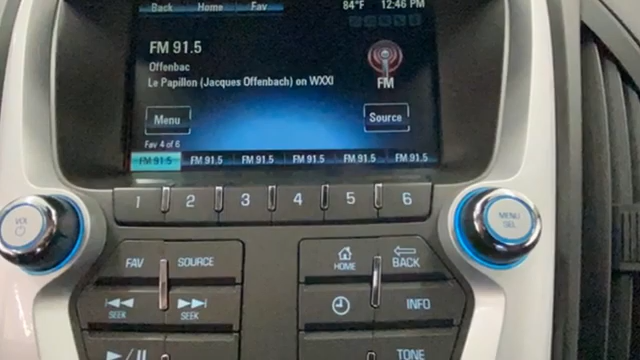 Back Home Fav 84°F 12:46 PM
FM 91.5
Offenbac
Le Papillon (Jacques Offenbach) on WXXI
FM
Menu Source
Fav 4 of 6
FM 91.5 FM 91.5 FM 91.5 FM 91.5 FM 91.5 FM 91.5
1 2 3 4 5 6
VOL
MENU
SEL
FAV SOURCE HOME BACK
SEEK SEEK INFO
TONE